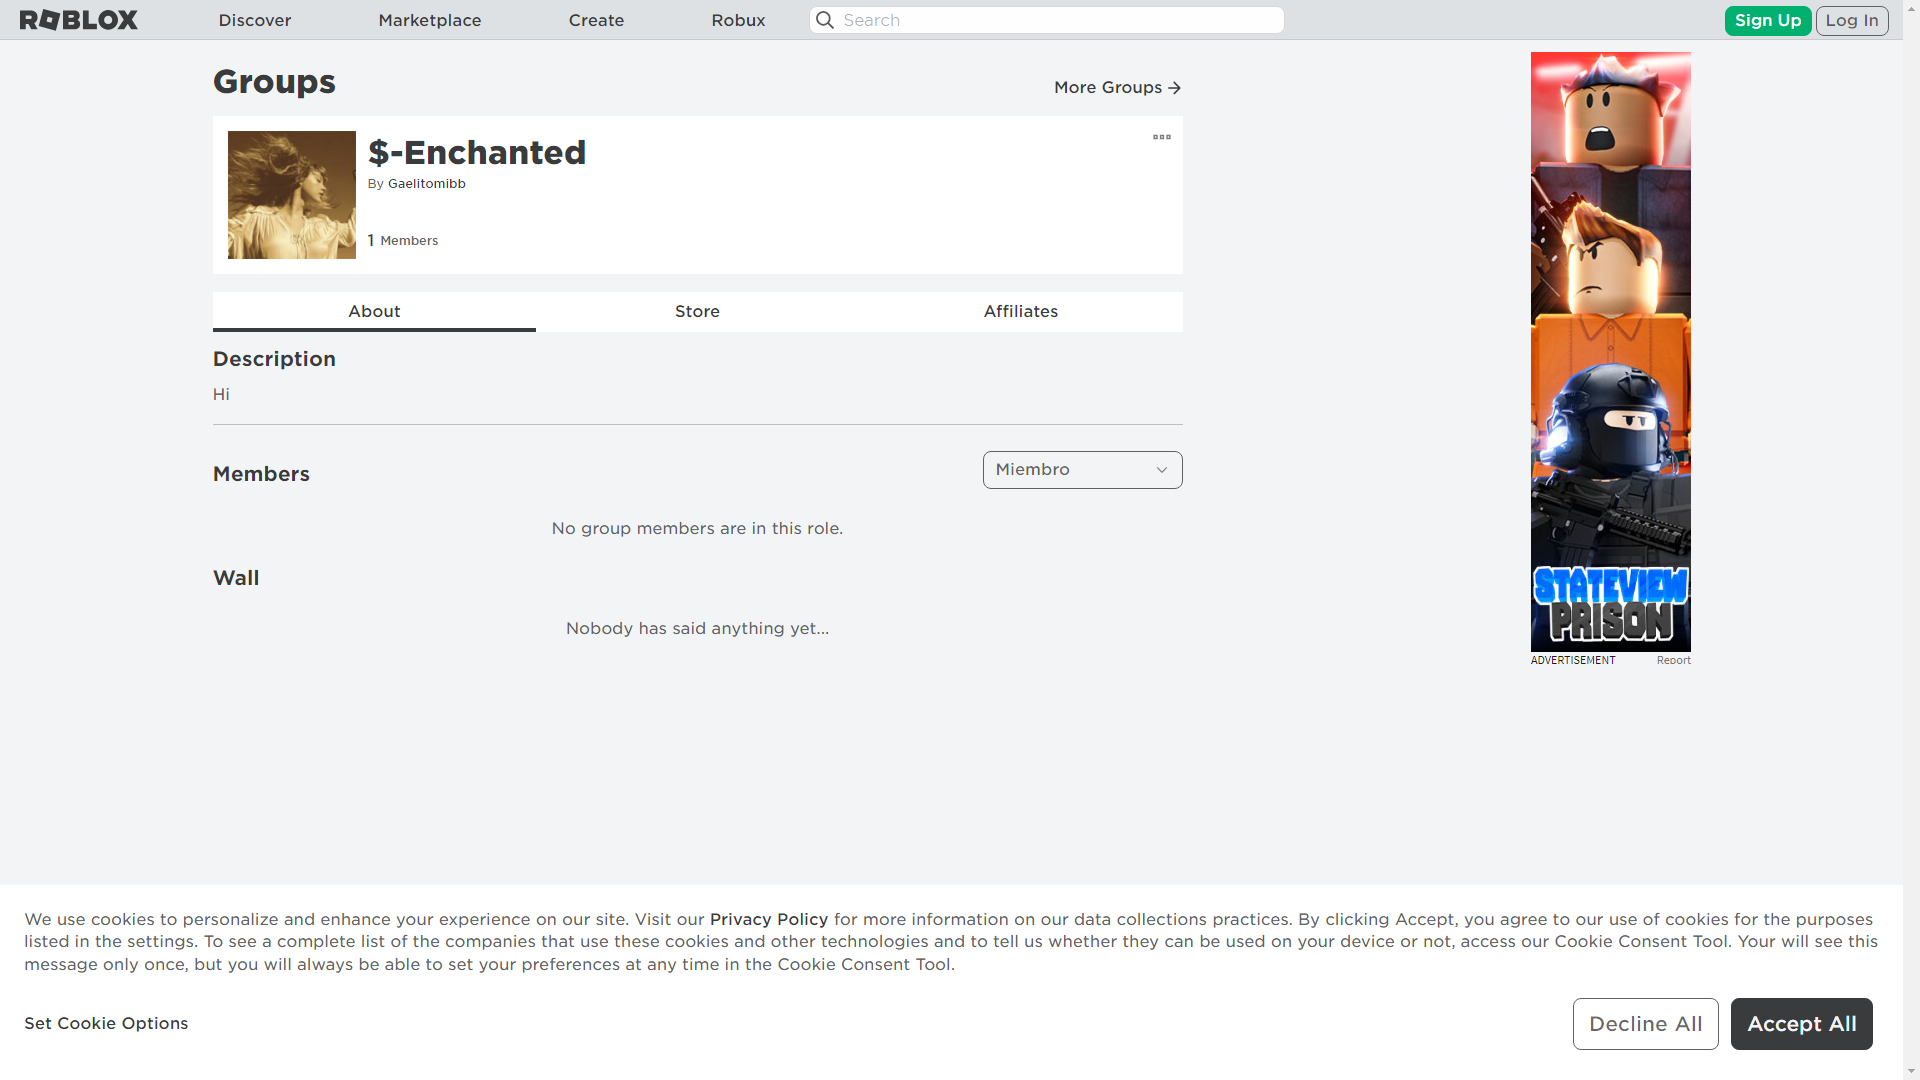 ROBLOX
Discover
Marketplace
Create
Robux
Search
Sign Up
Log In
Groups
More Groups
$-Enchanted
By Gaelitomibb
1 Members
About
Store
Affiliates
Description
Hi
Members
Miembro
No group members are in this role.
Wall
Nobody has said anything yet...
STATEVIEW
PRISON
ADVERTISEMENT
Report
We use cookies to personalize and enhance your experience on our site. Visit our Privacy Policy for more information on our data collections practices. By clicking Accept, you agree to our use of cookies for the purposes
listed in the settings. To see a complete list of the companies that use these cookies and other technologies and to tell us whether they can be used on your device or not, access our Cookie Consent Tool. Your will see this
message only once, but you will always be able to set your preferences at any time in the Cookie Consent Tool.
Set Cookie Options
Decline All
Accept All